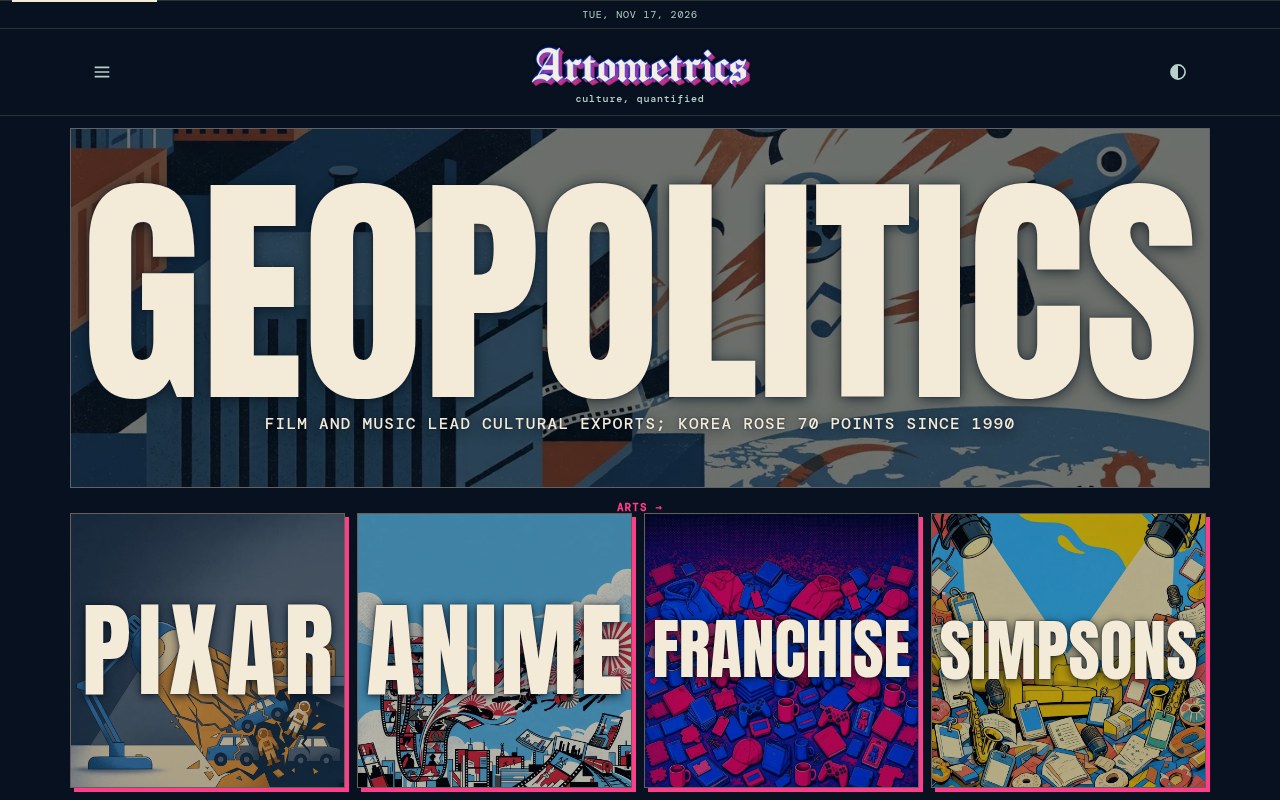 TUE, NOV 17, 2026
Artometrics
culture, quantified
GEOPOLITICS
FILM AND MUSIC LEAD CULTURAL EXPORTS; KOREA ROSE 70 POINTS SINCE 1990
ARTS →
PIXAR
ANIME
FRANCHISE
SIMPSONS